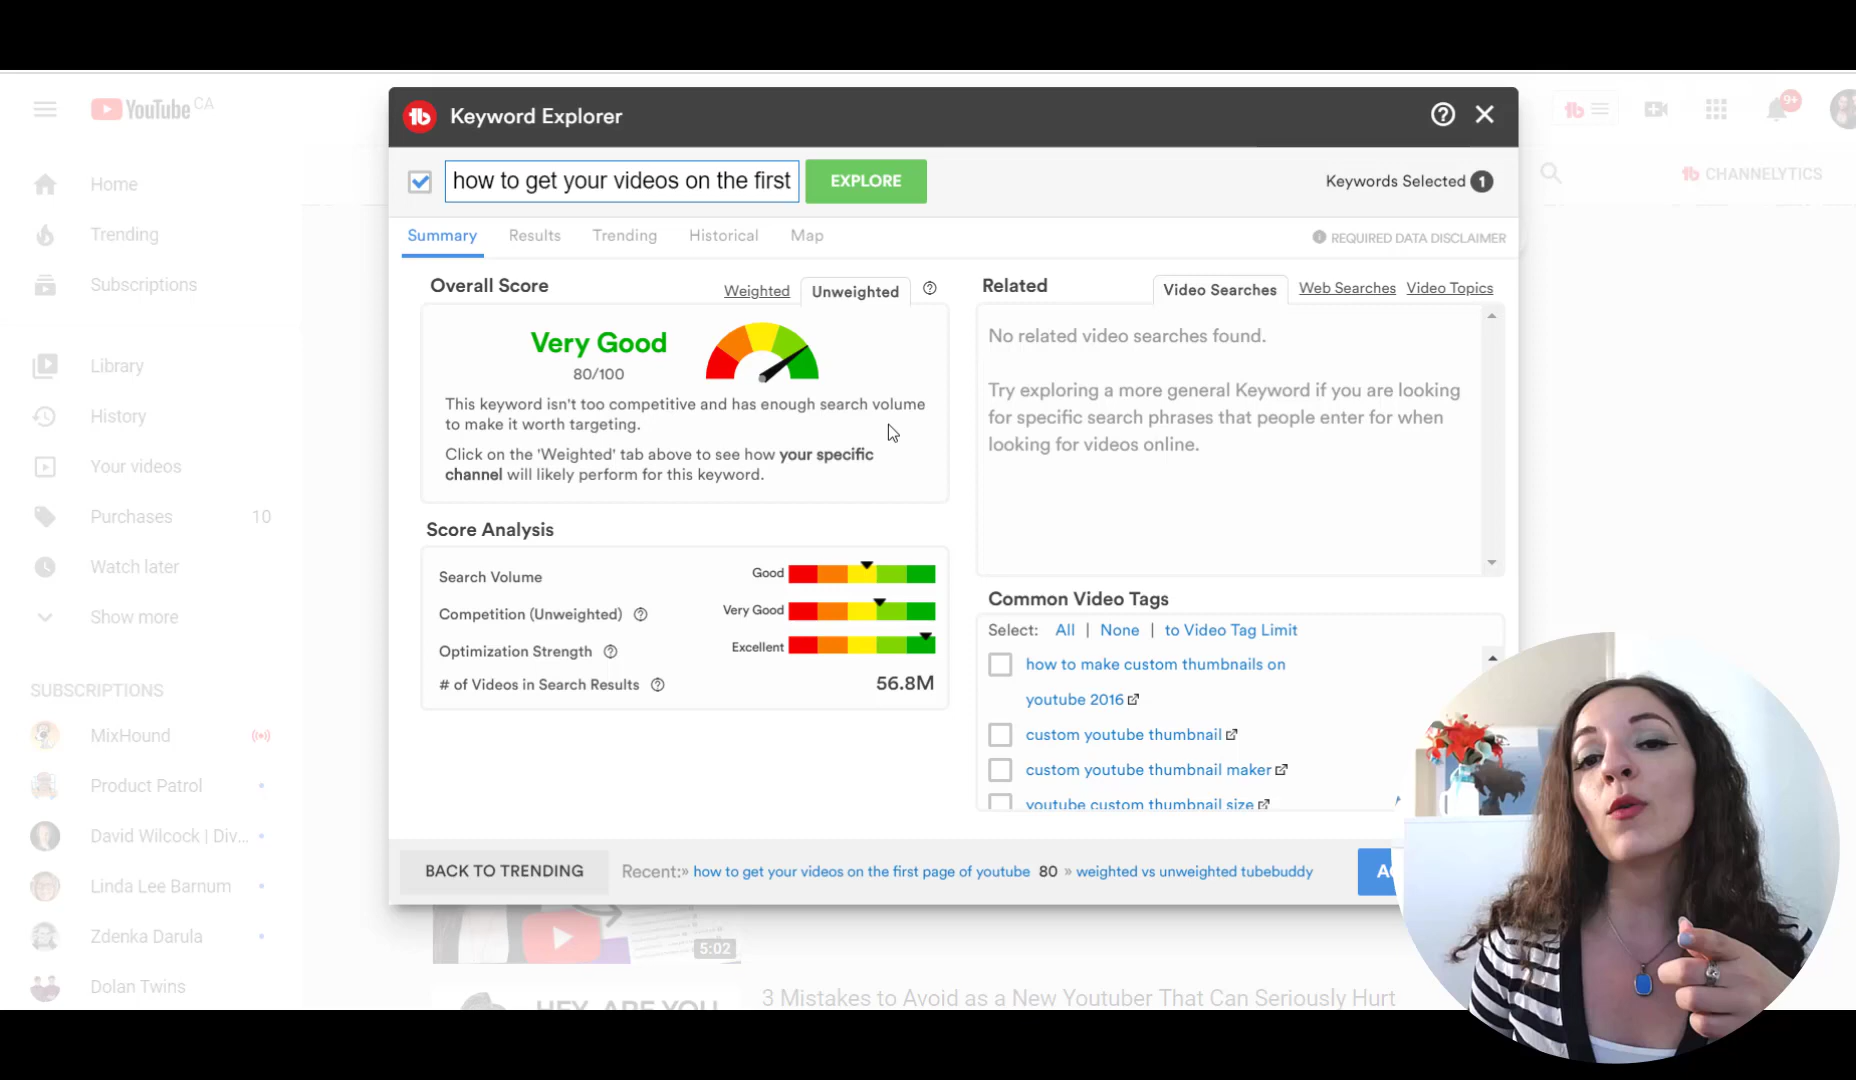 YouTube CA
9+
Home
Trending
Subscriptions
Library
History
Your videos
Purchases 10
Watch later
Show more
SUBSCRIPTIONS
MixHound
Product Patrol
David Wilcock | Div...
Linda Lee Barnum
Zdenka Darula
Dolan Twins
tb Keyword Explorer
how to get your videos on the first
EXPLORE
Keywords Selected 1
Summary Results Trending Historical Map
REQUIRED DATA DISCLAIMER
tb CHANNELYTICS
Overall Score
Weighted Unweighted
Very Good
80/100
This keyword isn't too competitive and has enough search volume
to make it worth targeting.
Click on the 'Weighted' tab above to see how your specific
channel will likely perform for this keyword.
Score Analysis
Search Volume Good
Competition (Unweighted) Very Good
Optimization Strength Excellent
# of Videos in Search Results 56.8M
Related
Video Searches Web Searches Video Topics
No related video searches found.
Try exploring a more general Keyword if you are looking
for specific search phrases that people enter for when
looking for videos online.
Common Video Tags
Select: All | None | to Video Tag Limit
how to make custom thumbnails on
youtube 2016
custom youtube thumbnail
custom youtube thumbnail maker
youtube custom thumbnail size
BACK TO TRENDING
Recent:» how to get your videos on the first page of youtube 80 » weighted vs unweighted tubebuddy
5:02
HEY, ARE YOU
3 Mistakes to Avoid as a New Youtuber That Can Seriously Hurt